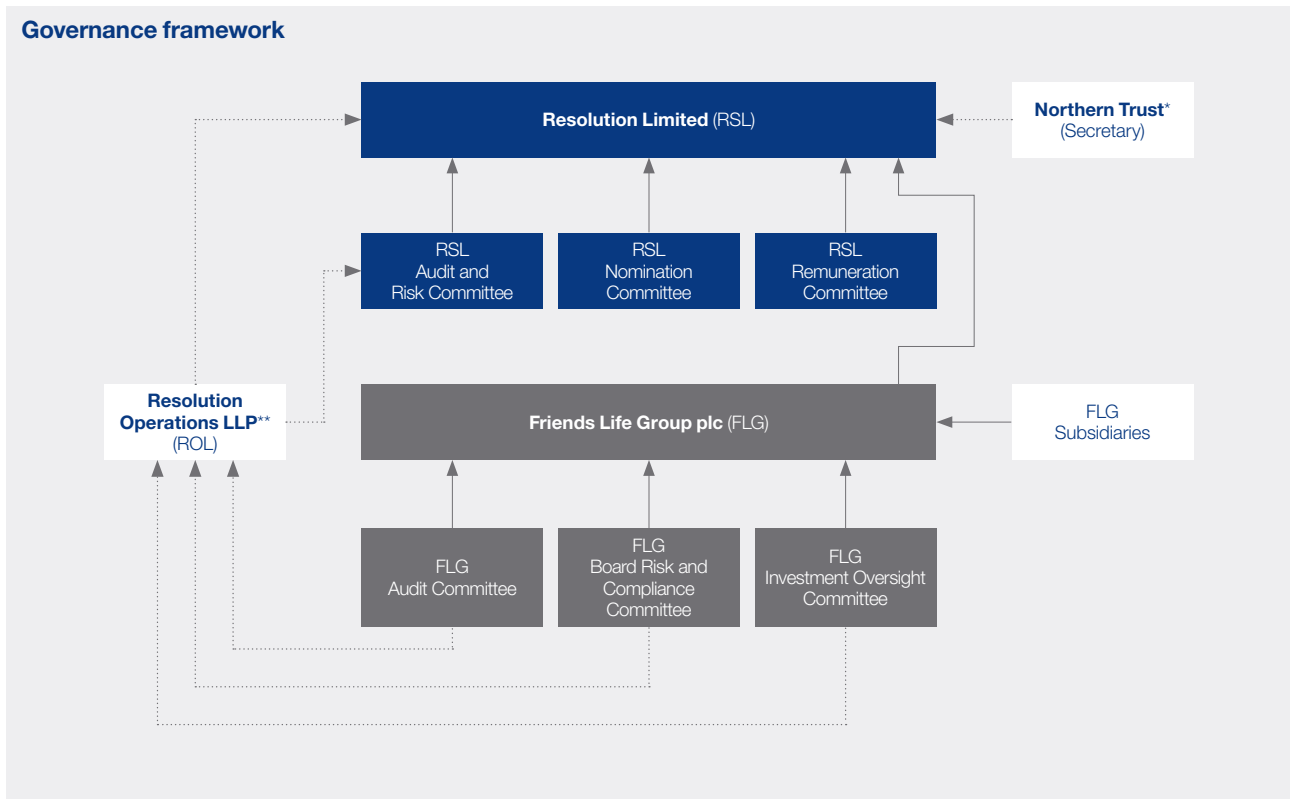 Governance framework
Resolution Limited (RSL)
Northern Trust*
(Secretary)
RSL
Audit and
Risk Committee
RSL
Nomination
Committee
RSL
Remuneration
Committee
Resolution
Operations LLP**
(ROL)
Friends Life Group plc (FLG)
FLG
Subsidiaries
FLG
Audit Committee
FLG
Board Risk and
Compliance
Committee
FLG
Investment Oversight
Committee